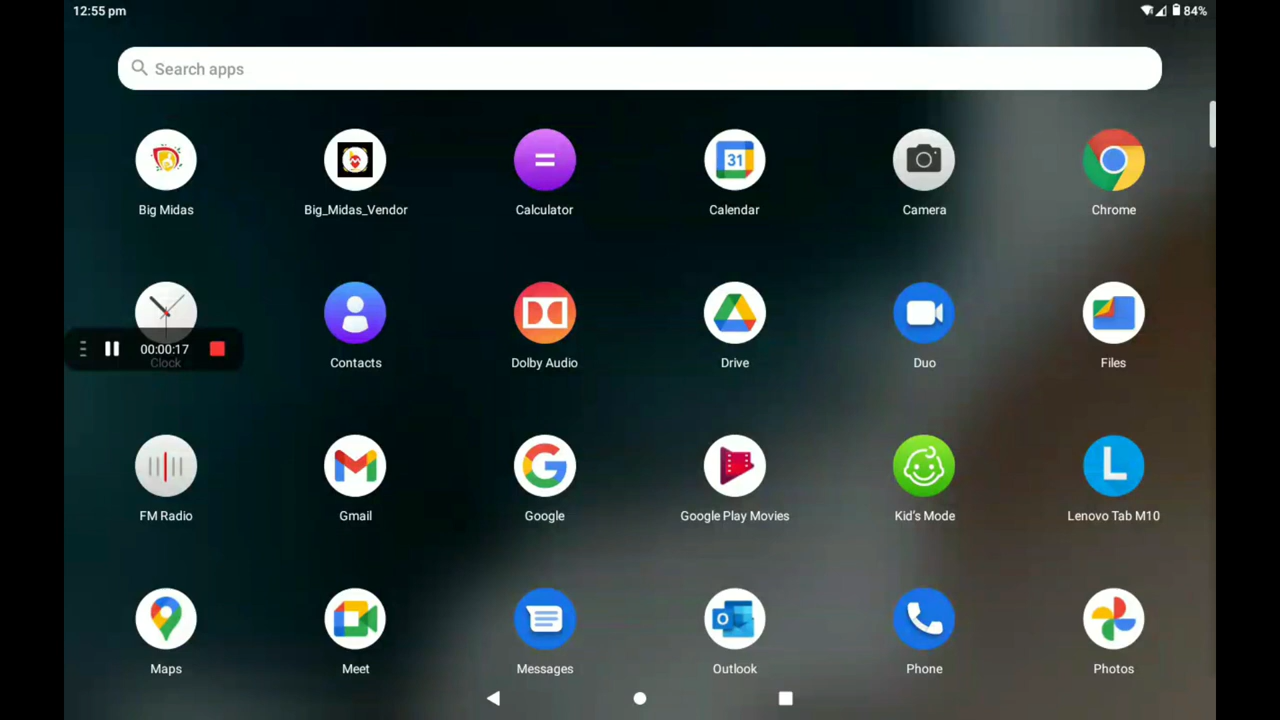 12:55 pm
84%
Search apps
31
Big Midas
Big_Midas_Vendor
Calculator
Calendar
Camera
Chrome
00:00:17
Clock
Contacts
Dolby Audio
Drive
Duo
Files
L
FM Radio
Gmail
Google
Google Play Movies
Kid's Mode
Lenovo Tab M10
Maps
Meet
Messages
Outlook
Phone
Photos